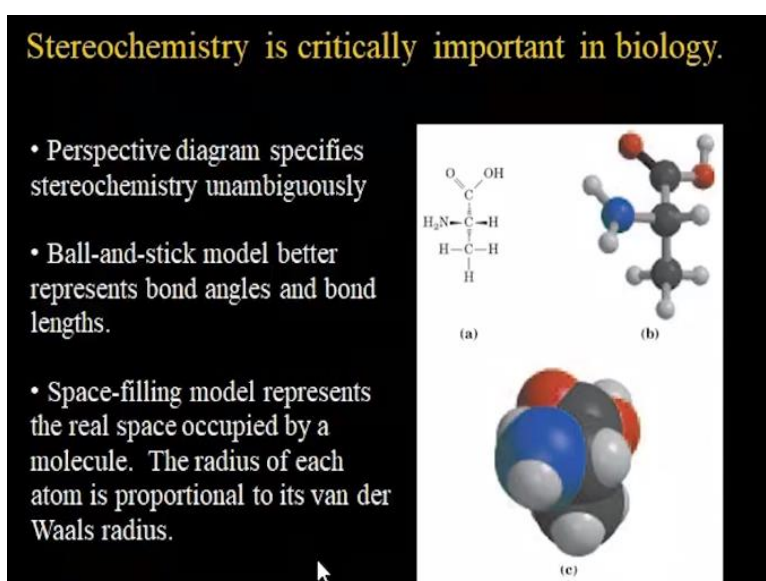 Stereochemistry is critically important in biology.
• Perspective diagram specifies
stereochemistry unambiguously
• Ball-and-stick model better
represents bond angles and bond
lengths.
• Space-filling model represents
the real space occupied by a
molecule. The radius of each
atom is proportional to its van der
Waals radius.
O OH
C
H₂N C H
H C H
H
(a)
(b)
(c)